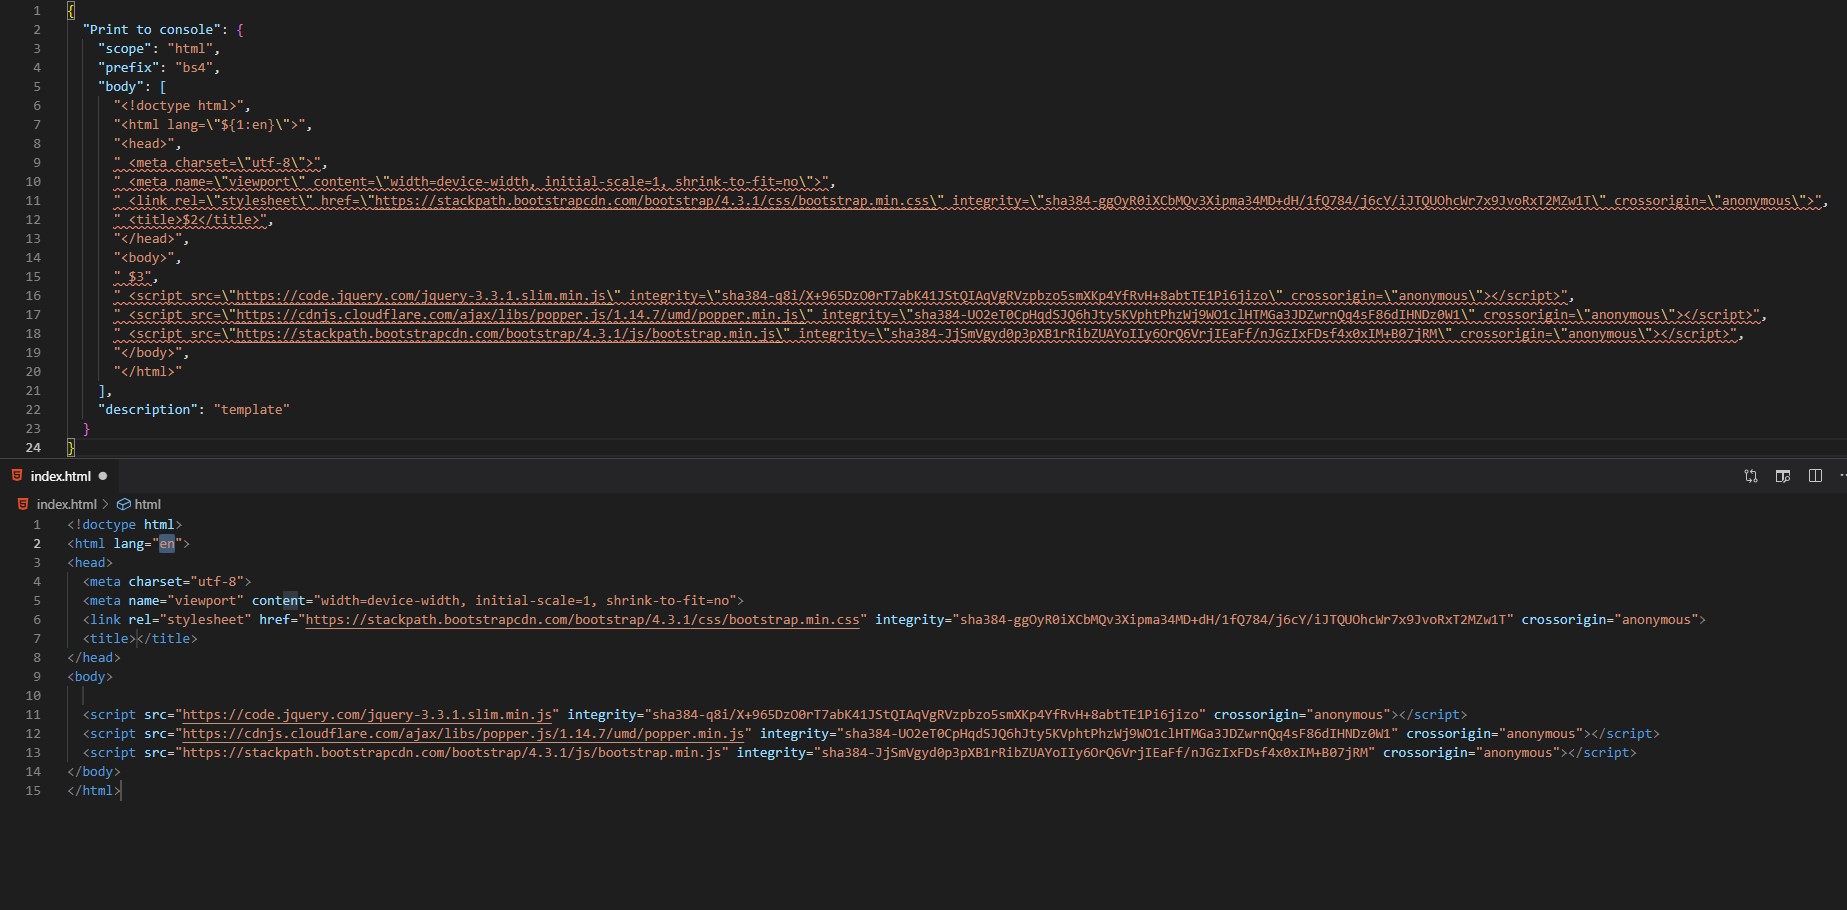 1 {
2 "Print to console": {
3 "scope": "html",
4 "prefix": "bs4",
5 "body": [
6 "<!doctype html>",
7 "<html lang=\"${1:en}\">",
8 "<head>",
9 " <meta charset=\"utf-8\">",
10 " <meta name=\"viewport\" content=\"width=device-width, initial-scale=1, shrink-to-fit=no\">",
11 " <link rel=\"stylesheet\" href=\"https://stackpath.bootstrapcdn.com/bootstrap/4.3.1/css/bootstrap.min.css\" integrity=\"sha384-ggOyR0iXCbMQv3Xipma34MD+dH/1fQ784/j6cY/iJTQUOhcWr7x9JvoRxT2MZw1T\" crossorigin=\"anonymous\">",
12 " <title>$2</title>",
13 "</head>",
14 "<body>",
15 " $3",
16 " <script src=\"https://code.jquery.com/jquery-3.3.1.slim.min.js\" integrity=\"sha384-q8i/X+965DzO0rT7abK41JStQIAqVgRVzpbzo5smXKp4YfRvH+8abtTE1Pi6jizo\" crossorigin=\"anonymous\"></script>",
17 " <script src=\"https://cdnjs.cloudflare.com/ajax/libs/popper.js/1.14.7/umd/popper.min.js\" integrity=\"sha384-UO2eT0CpHqdSJQ6hJty5KVphtPhzWj9WO1clHTMGa3JDZwrnQq4sF86dIHNDz0W1\" crossorigin=\"anonymous\"></script>",
18 " <script src=\"https://stackpath.bootstrapcdn.com/bootstrap/4.3.1/js/bootstrap.min.js\" integrity=\"sha384-JjSmVgyd0p3pXB1rRibZUAYoIIy6OrQ6VrjIEaFf/nJGzIxFDsf4x0xIM+B07jRM\" crossorigin=\"anonymous\"></script>",
19 "</body>",
20 "</html>"
21 ],
22 "description": "template"
23 }
24 }
index.html
index.html > html
1 <!doctype html>
2 <html lang="en">
3 <head>
4 <meta charset="utf-8">
5 <meta name="viewport" content="width=device-width, initial-scale=1, shrink-to-fit=no">
6 <link rel="stylesheet" href="https://stackpath.bootstrapcdn.com/bootstrap/4.3.1/css/bootstrap.min.css" integrity="sha384-ggOyR0iXCbMQv3Xipma34MD+dH/1fQ784/j6cY/iJTQUOhcWr7x9JvoRxT2MZw1T" crossorigin="anonymous">
7 <title></title>
8 </head>
9 <body>
10
11 <script src="https://code.jquery.com/jquery-3.3.1.slim.min.js" integrity="sha384-q8i/X+965DzO0rT7abK41JStQIAqVgRVzpbzo5smXKp4YfRvH+8abtTE1Pi6jizo" crossorigin="anonymous"></script>
12 <script src="https://cdnjs.cloudflare.com/ajax/libs/popper.js/1.14.7/umd/popper.min.js" integrity="sha384-UO2eT0CpHqdSJQ6hJty5KVphtPhzWj9WO1clHTMGa3JDZwrnQq4sF86dIHNDz0W1" crossorigin="anonymous"></script>
13 <script src="https://stackpath.bootstrapcdn.com/bootstrap/4.3.1/js/bootstrap.min.js" integrity="sha384-JjSmVgyd0p3pXB1rRibZUAYoIIy6OrQ6VrjIEaFf/nJGzIxFDsf4x0xIM+B07jRM" crossorigin="anonymous"></script>
14 </body>
15 </html>